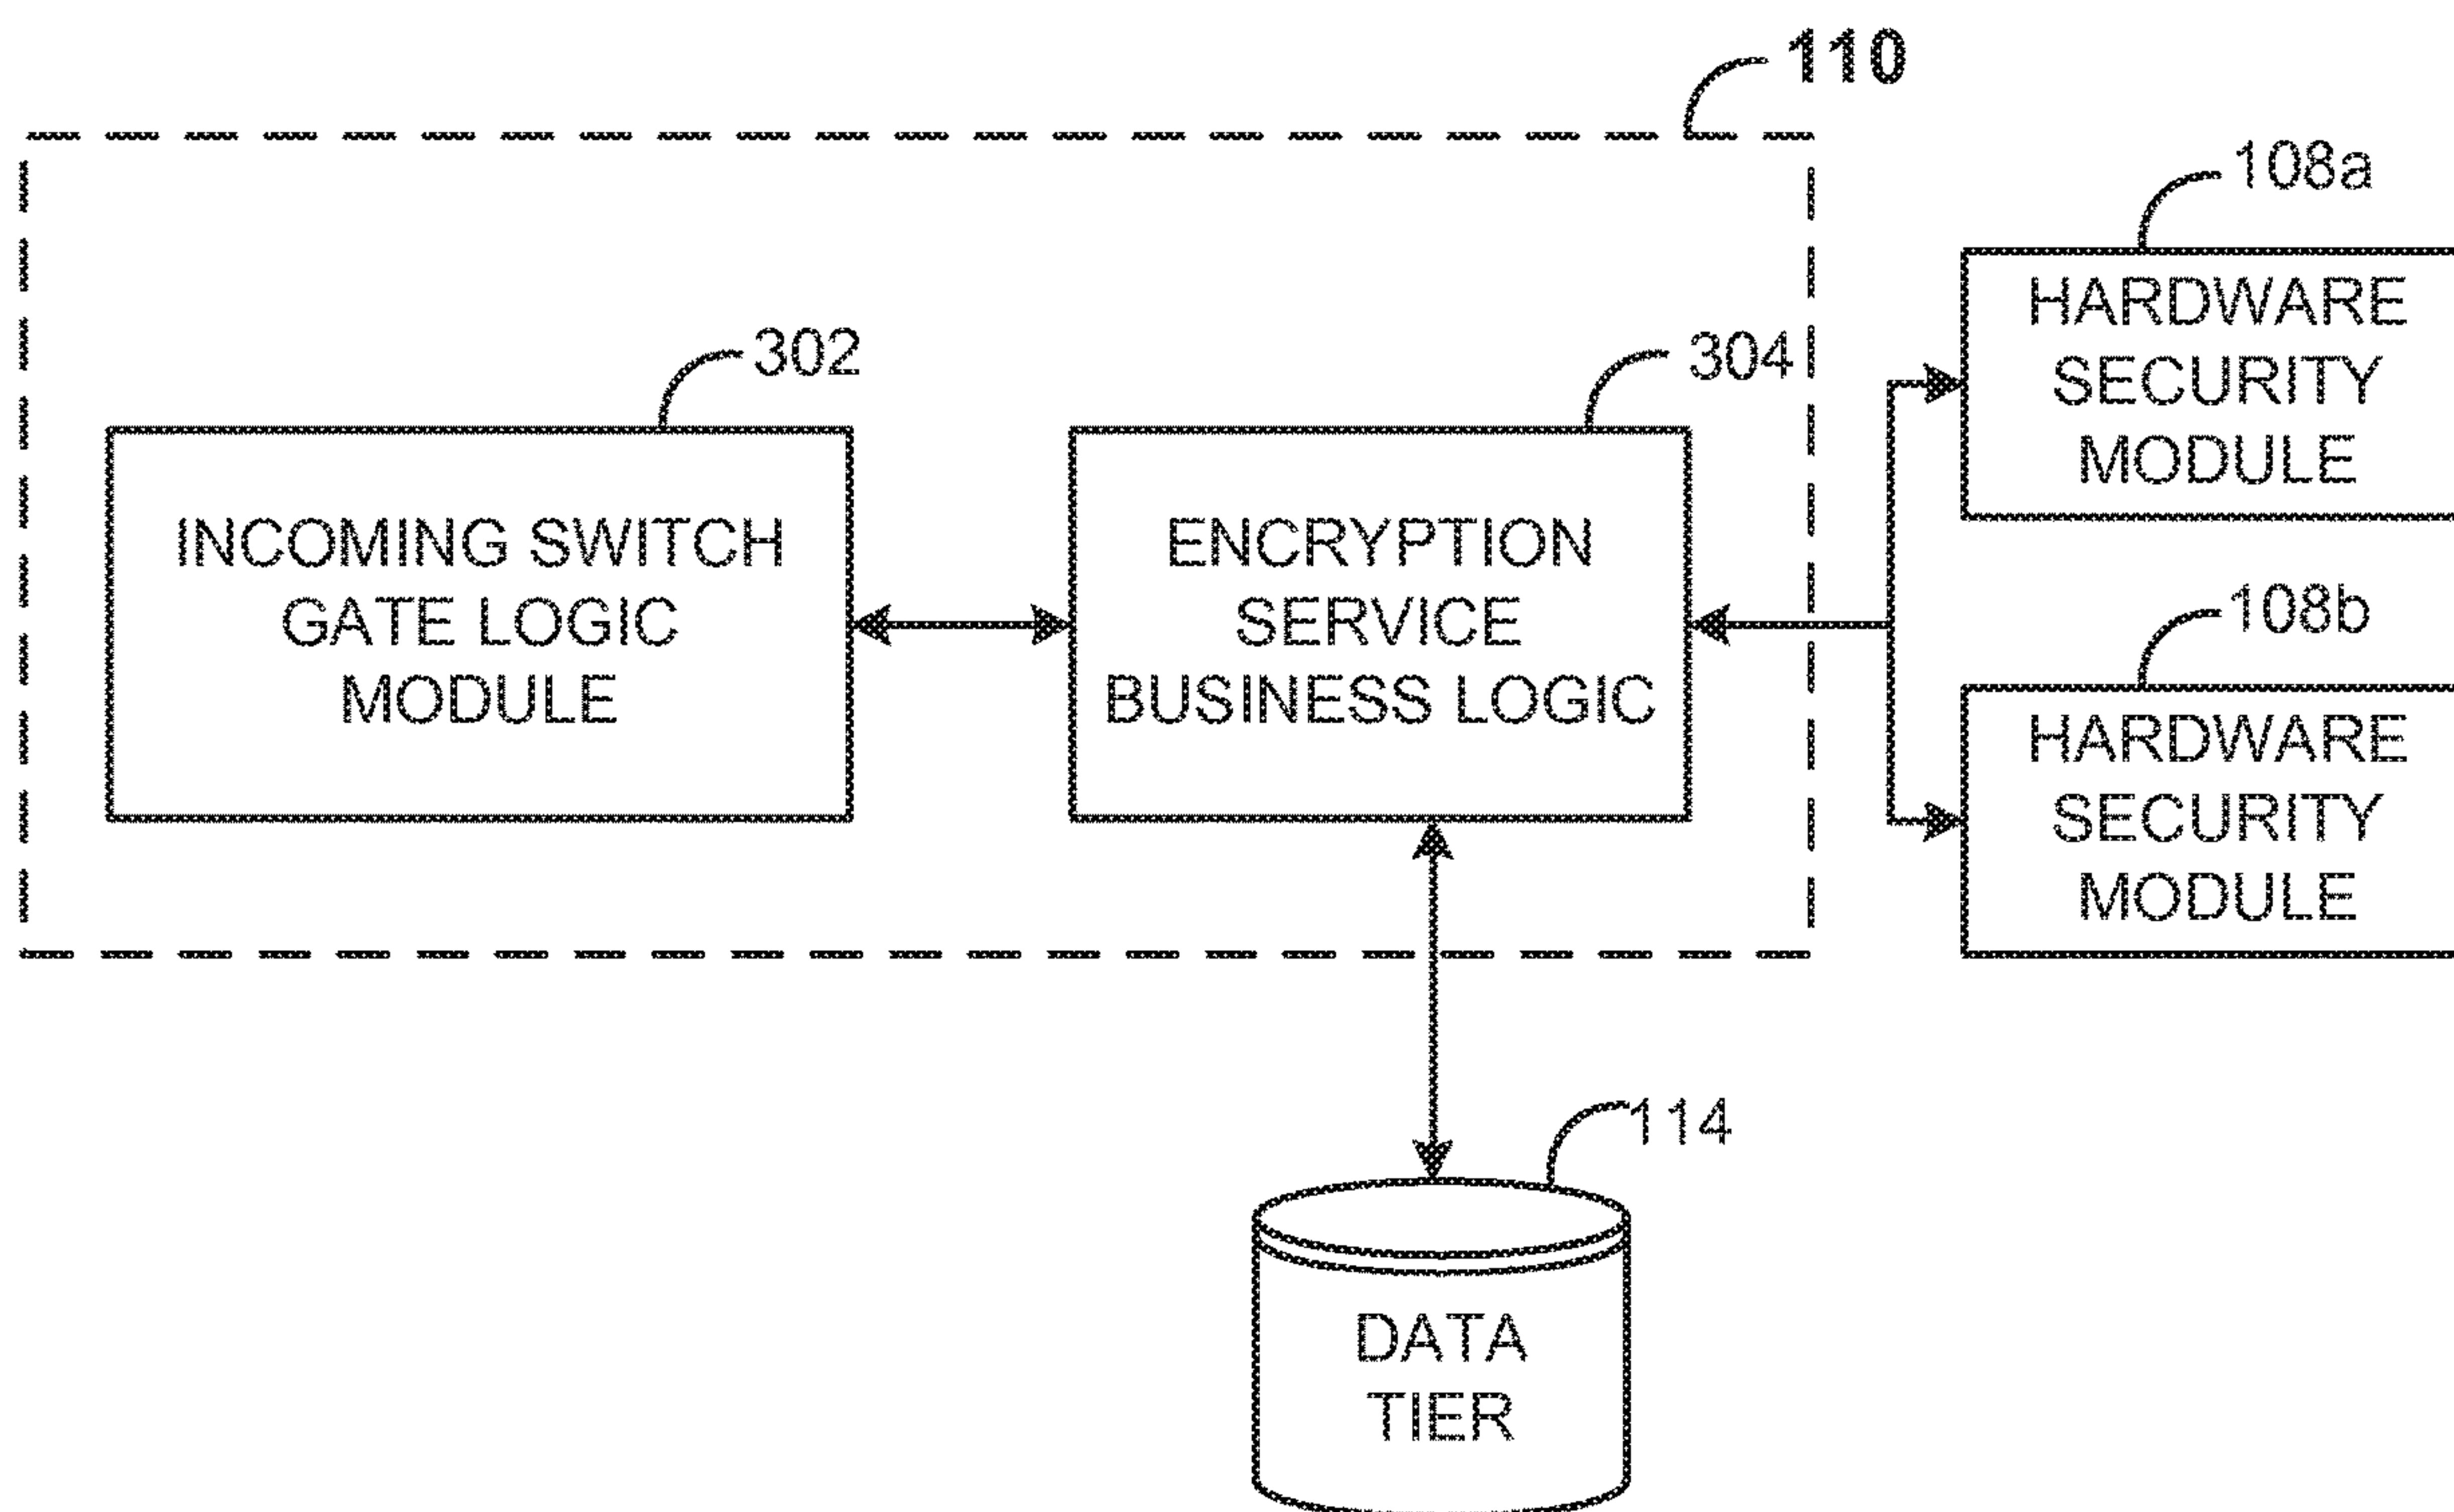 110
108a
HARDWARE
SECURITY
MODULE
302
304
INCOMING SWITCH
GATE LOGIC
MODULE
ENCRYPTION
SERVICE
BUSINESS LOGIC
108b
HARDWARE
SECURITY
MODULE
114
DATA
TIER